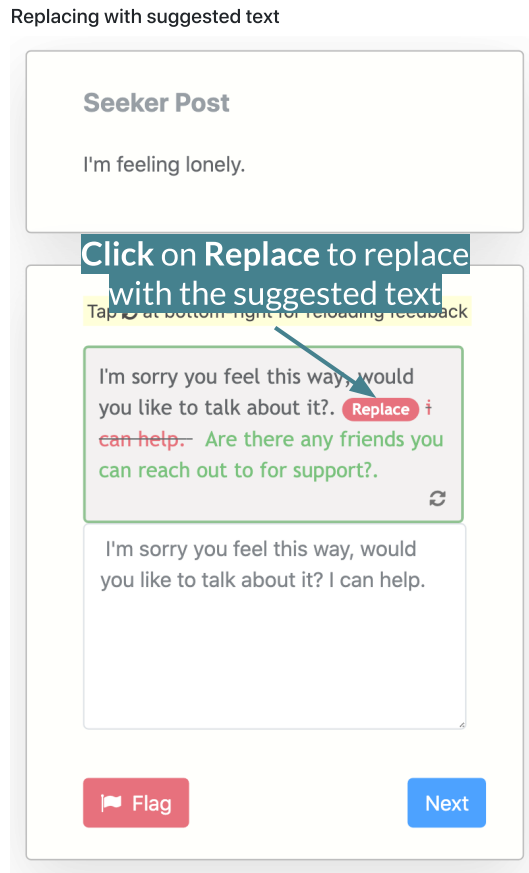 Replacing with suggested text
Seeker Post
I'm feeling lonely.
Click on Replace to replace
with the suggested text
Tap at bottom right for reloading feedback
I'm sorry you feel this way, would
you like to talk about it?. Replace i
can help. Are there any friends you
can reach out to for support?.
I'm sorry you feel this way, would
you like to talk about it? I can help.
Flag
Next